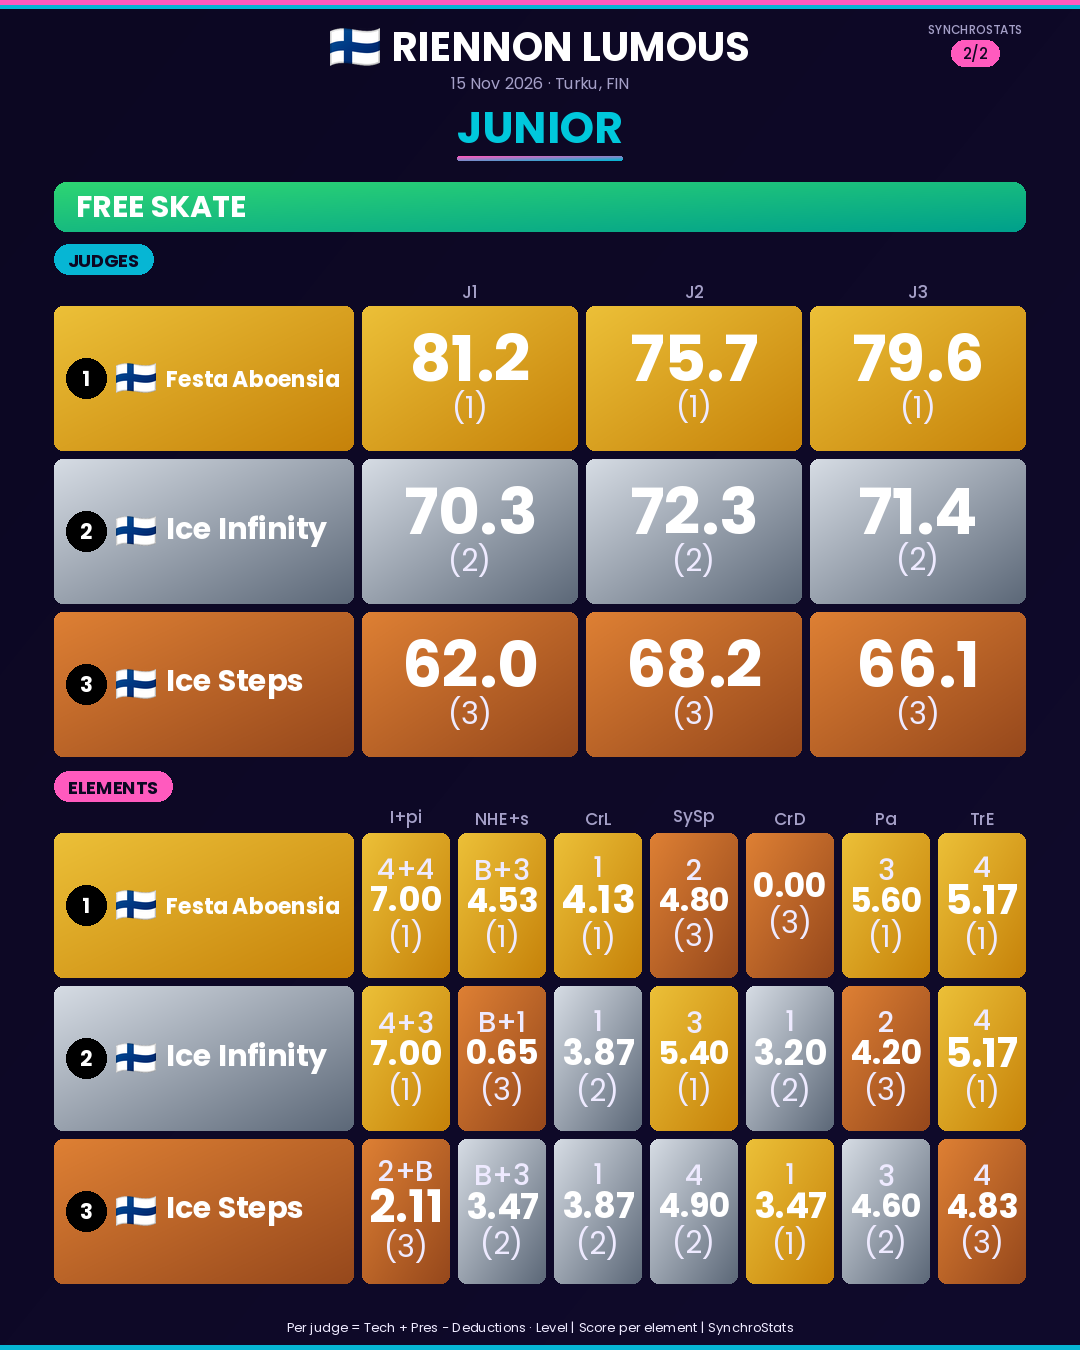 RIENNON LUMOUS
SYNCHROSTATS
2/2
15 Nov 2026 · Turku, FIN
JUNIOR
FREE SKATE
JUDGES
J1 J2 J3
1 Festa Aboensia 81.2 (1) 75.7 (1) 79.6 (1)
2 Ice Infinity 70.3 (2) 72.3 (2) 71.4 (2)
3 Ice Steps 62.0 (3) 68.2 (3) 66.1 (3)
ELEMENTS
I+pi NHE+s CrL SySp CrD Pa TrE
4+4 B+3 1 2 3 4
1 Festa Aboensia 7.00 4.53 4.13 4.80 0.00 5.60 5.17
(1) (1) (1) (3) (3) (1) (1)
4+3 B+1 1 3 1 2 4
2 Ice Infinity 7.00 0.65 3.87 5.40 3.20 4.20 5.17
(1) (3) (2) (1) (2) (3) (1)
2+B B+3 1 4 1 3 4
3 Ice Steps 2.11 3.47 3.87 4.90 3.47 4.60 4.83
(3) (2) (2) (2) (1) (2) (3)
Per judge = Tech + Pres - Deductions · Level | Score per element | SynchroStats